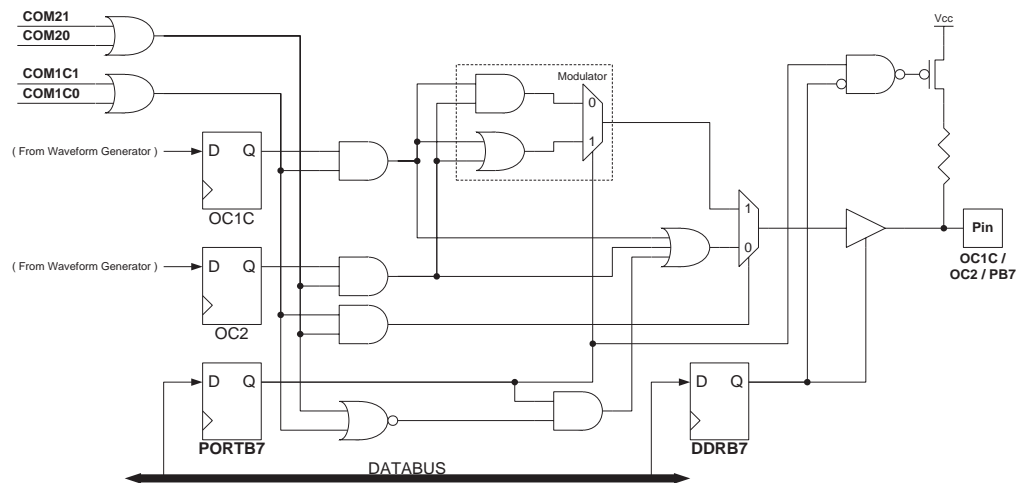 COM21
COM20
COM1C1
COM1C0
Vcc
Modulator
0
1
( From Waveform Generator )
D Q
OC1C
1
0
Pin
OC1C /
OC2 / PB7
( From Waveform Generator )
D Q
OC2
D Q
PORTB7
D Q
DDRB7
DATABUS